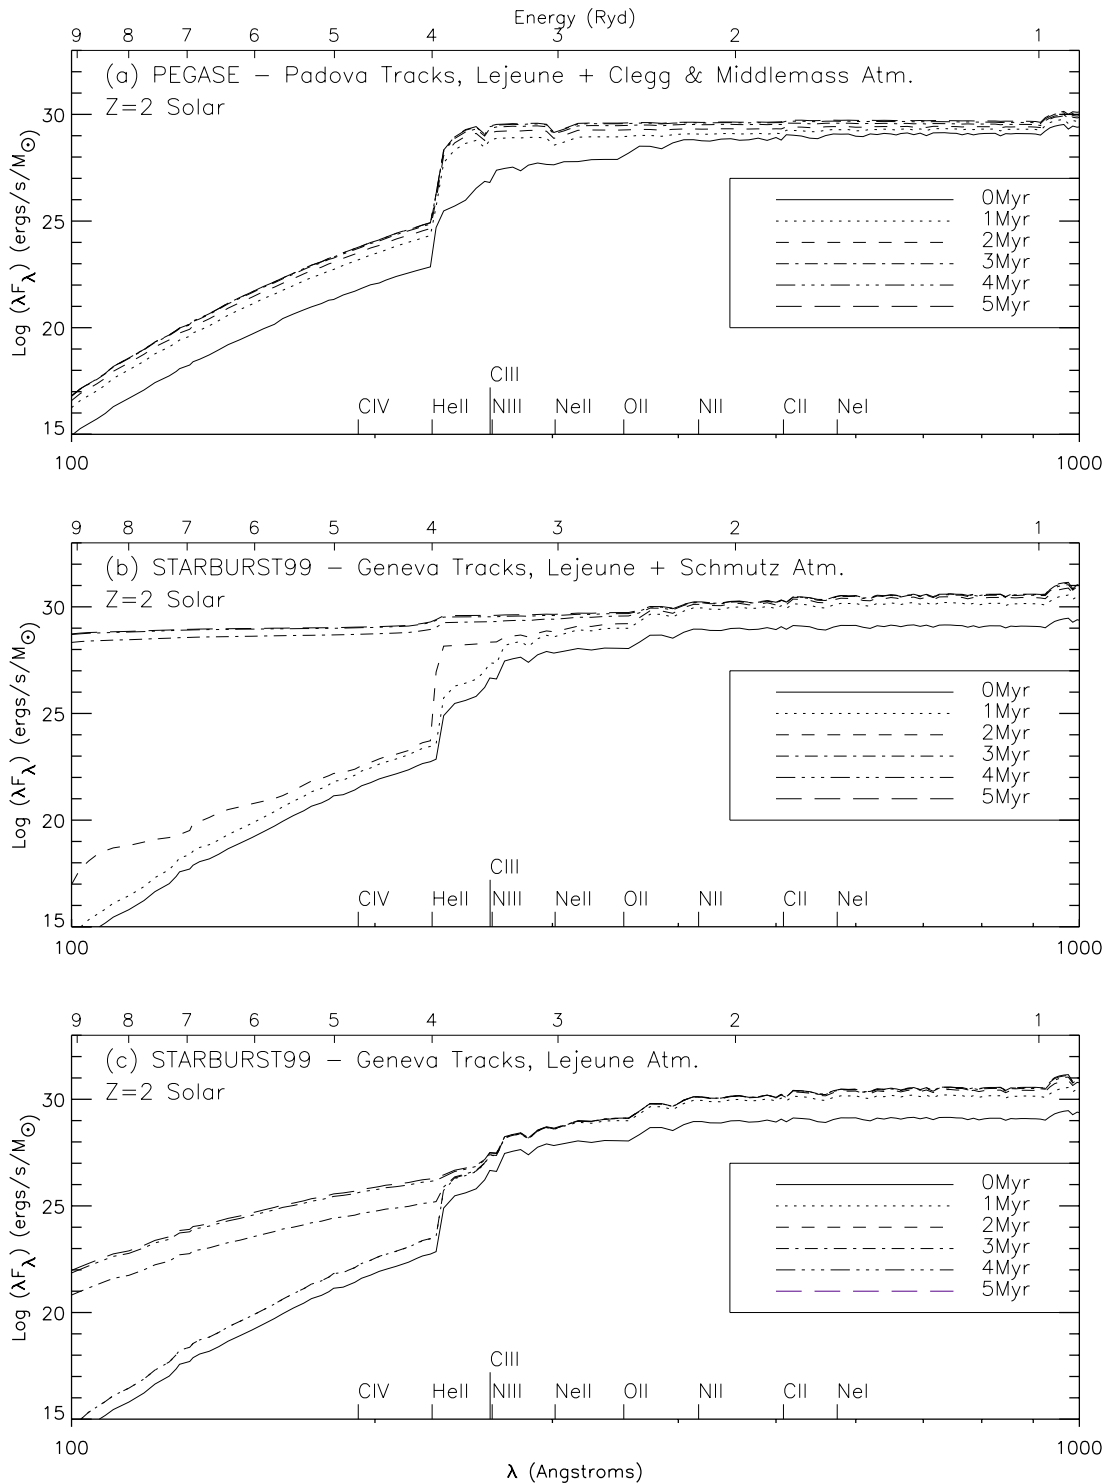 Energy (Ryd)
9 8 7 6 5 4 3 2 1
(a) PEGASE – Padova Tracks, Lejeune + Clegg & Middlemass Atm.
Z=2 Solar
30
25
20
15
Log (λFλ) (ergs/s/M⊙)
0Myr
1Myr
2Myr
3Myr
4Myr
5Myr
CIII
CIV HeII NIII NeII OII NII CII NeI
100 1000
9 8 7 6 5 4 3 2 1
(b) STARBURST99 – Geneva Tracks, Lejeune + Schmutz Atm.
Z=2 Solar
30
25
20
15
Log (λFλ) (ergs/s/M⊙)
0Myr
1Myr
2Myr
3Myr
4Myr
5Myr
CIII
CIV HeII NIII NeII OII NII CII NeI
100 1000
9 8 7 6 5 4 3 2 1
(c) STARBURST99 – Geneva Tracks, Lejeune Atm.
Z=2 Solar
30
25
20
15
Log (λFλ) (ergs/s/M⊙)
0Myr
1Myr
2Myr
3Myr
4Myr
5Myr
CIII
CIV HeII NIII NeII OII NII CII NeI
100 1000
λ (Angstroms)